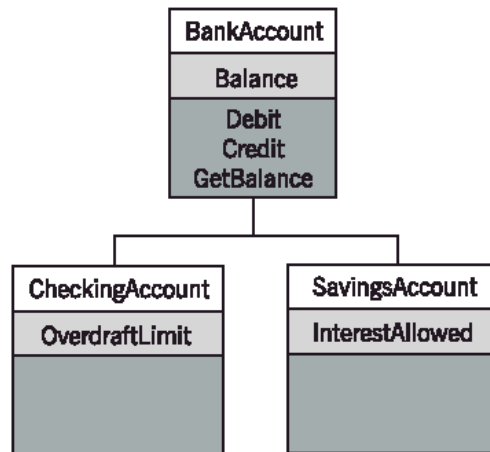 BankAccount
Balance
Debit
Credit
GetBalance
CheckingAccount
OverdraftLimit
SavingsAccount
InterestAllowed